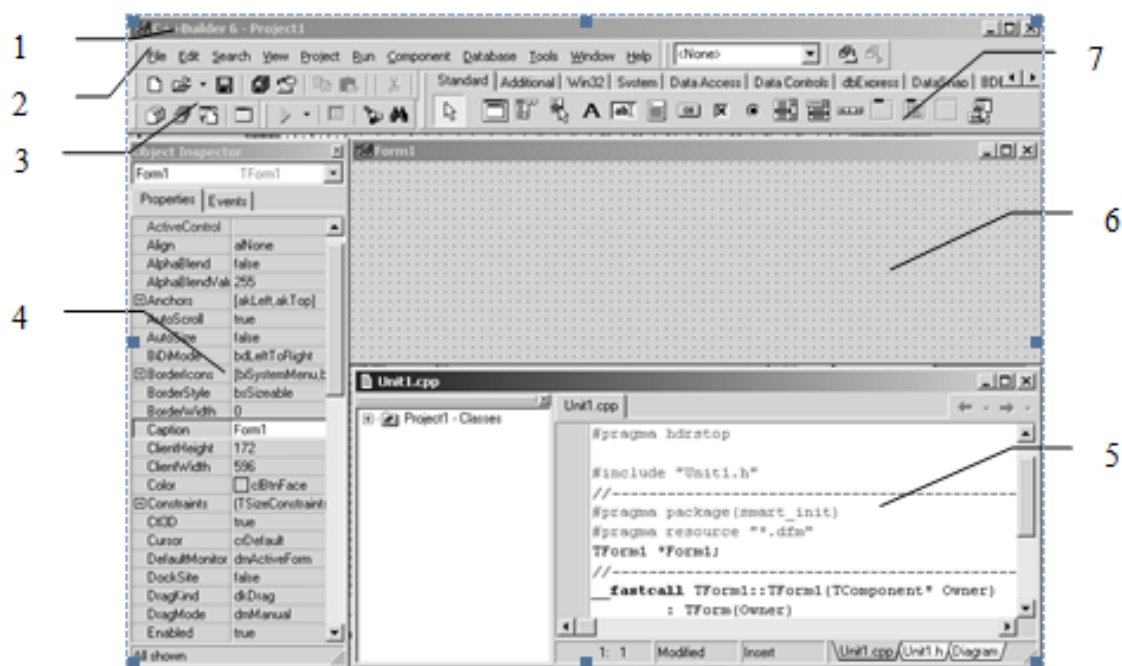 1
2
3
4
5
6
7
Builder 6 - Project1
File Edit Search View Project Run Component Database Tools Window Help
<None>
Standard Additional Win32 System Data Access Data Controls dbExpress DataSnap BDE
Object Inspector
Form1 TForm1
Properties Events
ActiveControl
Align alNone
AlphaBlend false
AlphaBlendVal 255
Anchors [akLeft,akTop]
AutoScroll true
AutoSize false
BiDiMode bdLeftToRight
BorderIcons [biSystemMenu,b
BorderStyle bsSizeable
BorderWidth 0
Caption Form1
ClientHeight 172
ClientWidth 596
Color clBtnFace
Constraints (TSizeConstraints
Ctl3D true
Cursor crDefault
DefaultMonitor dmActiveForm
DockSite false
DragKind dkDrag
DragMode dmManual
Enabled true
All shown
Form1
Unit1.cpp
Project1 - Classes
Unit1.cpp
#pragma hdrstop
#include "Unit1.h"
//-----------------------------------
#pragma package(smart_init)
#pragma resource "*.dfm"
TForm1 *Form1;
//-----------------------------------
__fastcall TForm1::TForm1(TComponent* Owner)
: TForm(Owner)
1: 1 Modified Insert Unit1.cpp Unit1.h Diagram